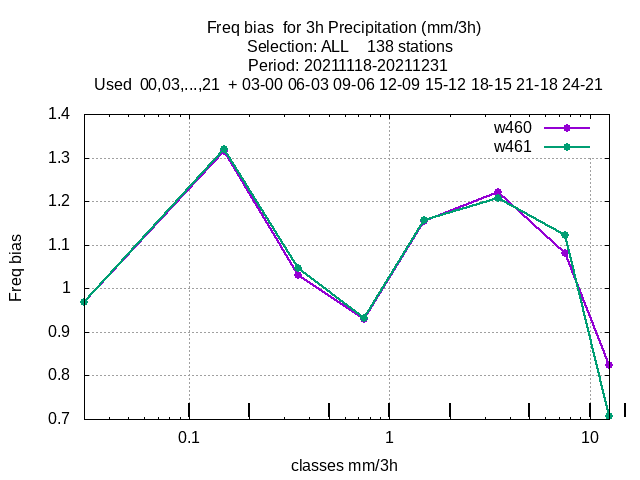 Freq bias  for 3h Precipitation (mm/3h)
Selection: ALL    138 stations
Period: 20211118-20211231
Used  00,03,...,21  + 03-00 06-03 09-06 12-09 15-12 18-15 21-18 24-21
w460
w461
1.4
1.3
1.2
1.1
1
0.9
0.8
0.7
Freq bias
0.1
1
10
classes mm/3h